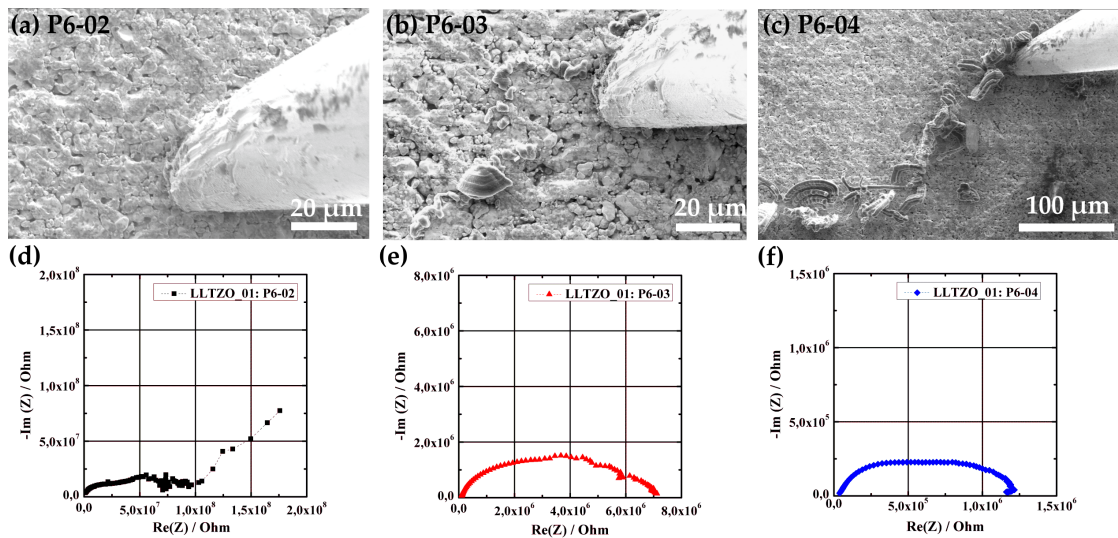 (a) P6-02
20 µm
(b) P6-03
20 µm
(c) P6-04
100 µm
(d)
2,0x10⁸
1,5x10⁸
1,0x10⁸
5,0x10⁷
0,0
-Im (Z) / Ohm
LLTZO_01: P6-02
0,0
5,0x10⁷
1,0x10⁸
1,5x10⁸
2,0x10⁸
Re(Z) / Ohm
(e)
8,0x10⁶
6,0x10⁶
4,0x10⁶
2,0x10⁶
0,0
-Im (Z) / Ohm
LLTZO_01: P6-03
0,0
2,0x10⁶
4,0x10⁶
6,0x10⁶
8,0x10⁶
Re(Z) / Ohm
(f)
1,5x10⁶
1,0x10⁶
5,0x10⁵
0,0
-Im (Z) / Ohm
LLTZO_01: P6-04
0,0
5,0x10⁵
1,0x10⁶
1,5x10⁶
Re(Z) / Ohm